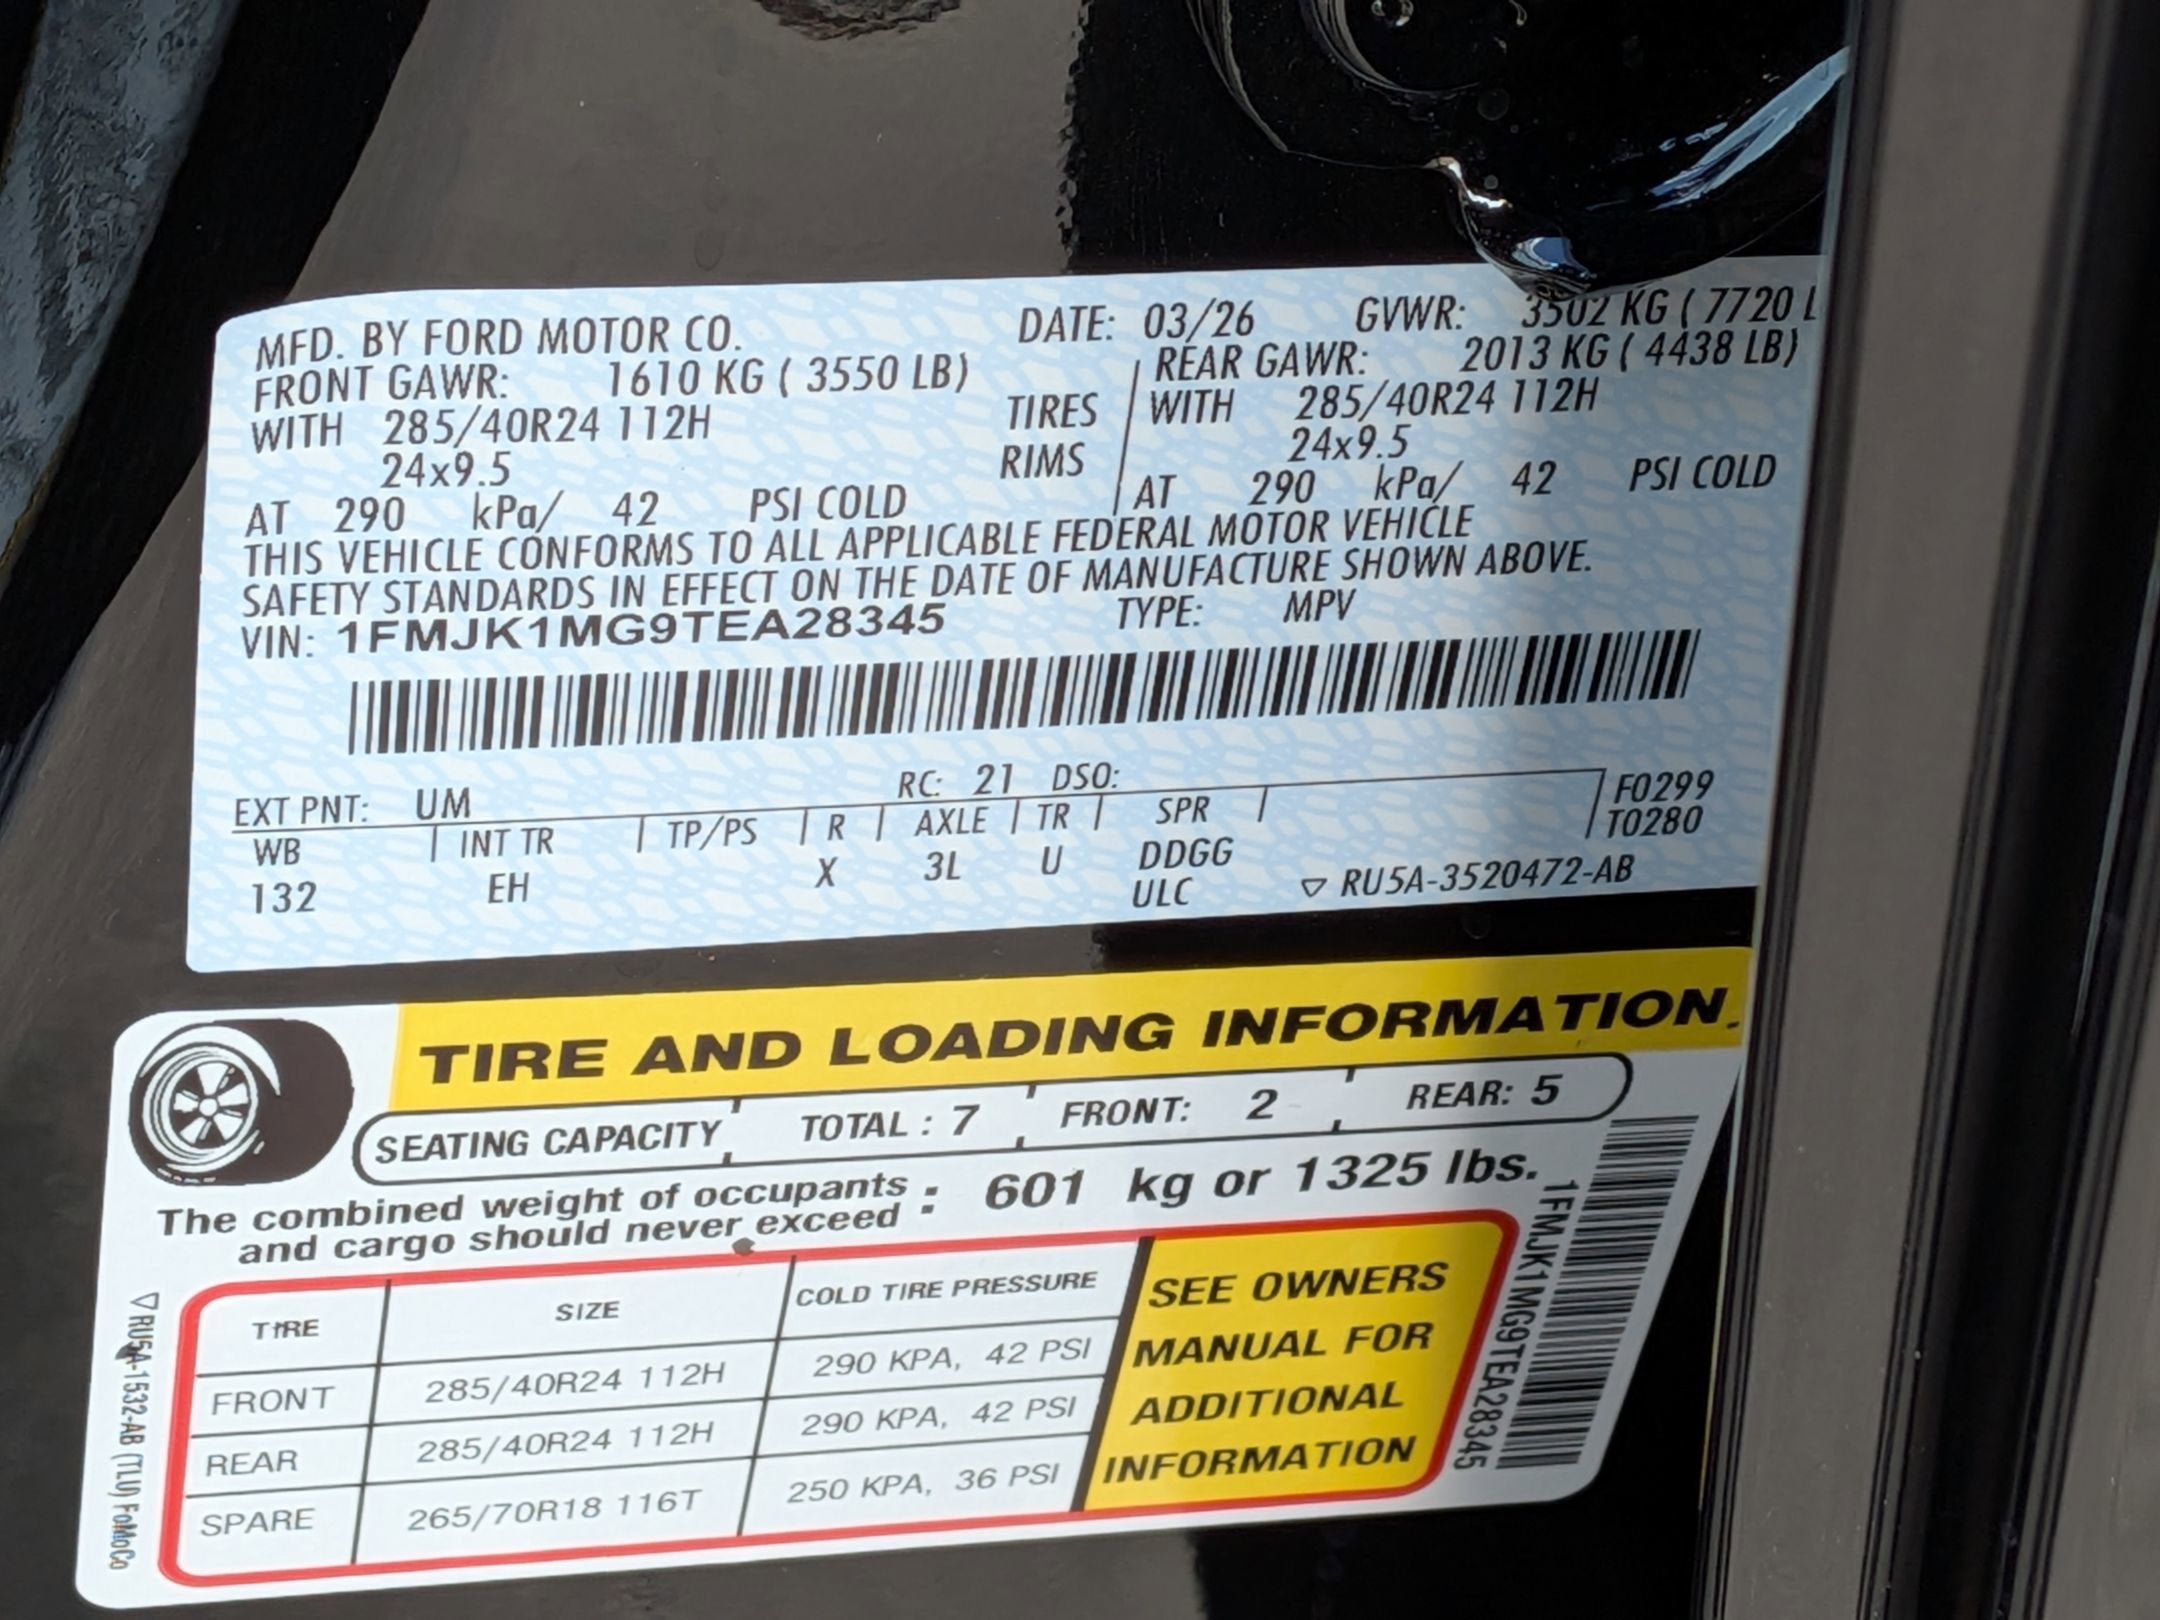 MFD. BY FORD MOTOR CO. DATE: 03/26 GVWR: 3502 KG ( 7720 L
FRONT GAWR: 1610 KG ( 3550 LB) REAR GAWR: 2013 KG ( 4438 LB)
WITH 285/40R24 112H TIRES WITH 285/40R24 112H
24x9.5 RIMS 24x9.5
AT 290 kPa/ 42 PSI COLD AT 290 kPa/ 42 PSI COLD
THIS VEHICLE CONFORMS TO ALL APPLICABLE FEDERAL MOTOR VEHICLE
SAFETY STANDARDS IN EFFECT ON THE DATE OF MANUFACTURE SHOWN ABOVE.
VIN: 1FMJK1MG9TEA28345 TYPE: MPV
EXT PNT: UM RC: 21 DSO: F0299
WB INT TR TP/PS R AXLE TR SPR T0280
132 EH X 3L U DDGG
ULC ▽ RU5A-3520472-AB
TIRE AND LOADING INFORMATION
SEATING CAPACITY TOTAL : 7 FRONT: 2 REAR: 5
The combined weight of occupants
and cargo should never exceed : 601 kg or 1325 lbs.
TIRE SIZE COLD TIRE PRESSURE
FRONT 285/40R24 112H 290 KPA, 42 PSI
REAR 285/40R24 112H 290 KPA, 42 PSI
SPARE 265/70R18 116T 250 KPA, 36 PSI
SEE OWNERS
MANUAL FOR
ADDITIONAL
INFORMATION
1FMJK1MG9TEA28345
▽RU5A-1532-AB (TLU) FoMoCo